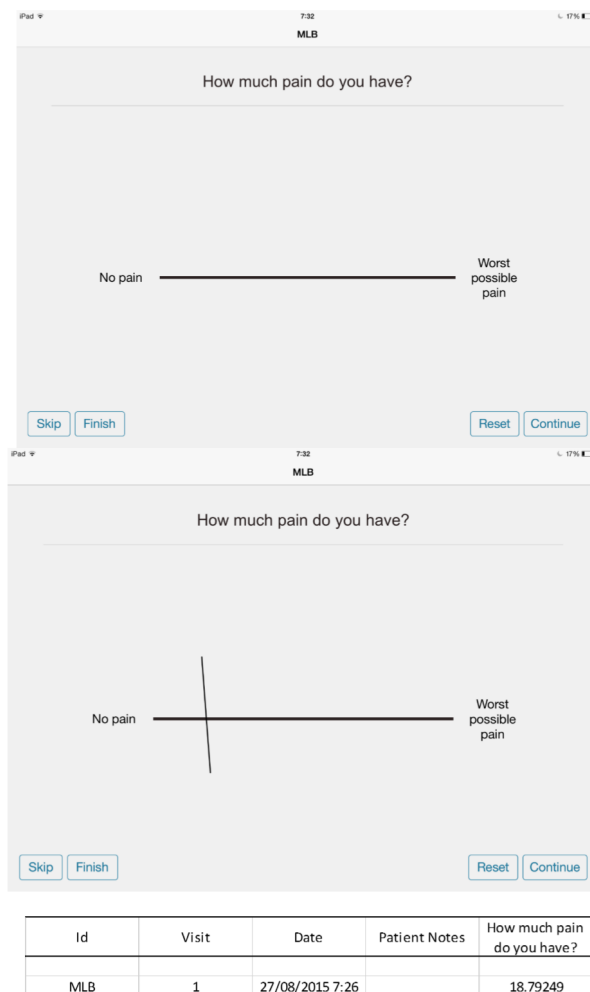 iPad 7:32 17%
MLB
How much pain do you have?
No pain
Worst
possible
pain
Skip Finish Reset Continue
iPad 7:32 17%
MLB
How much pain do you have?
No pain
Worst
possible
pain
Skip Finish Reset Continue
Id Visit Date Patient Notes How much pain
do you have?
MLB 1 27/08/2015 7:26 18.79249